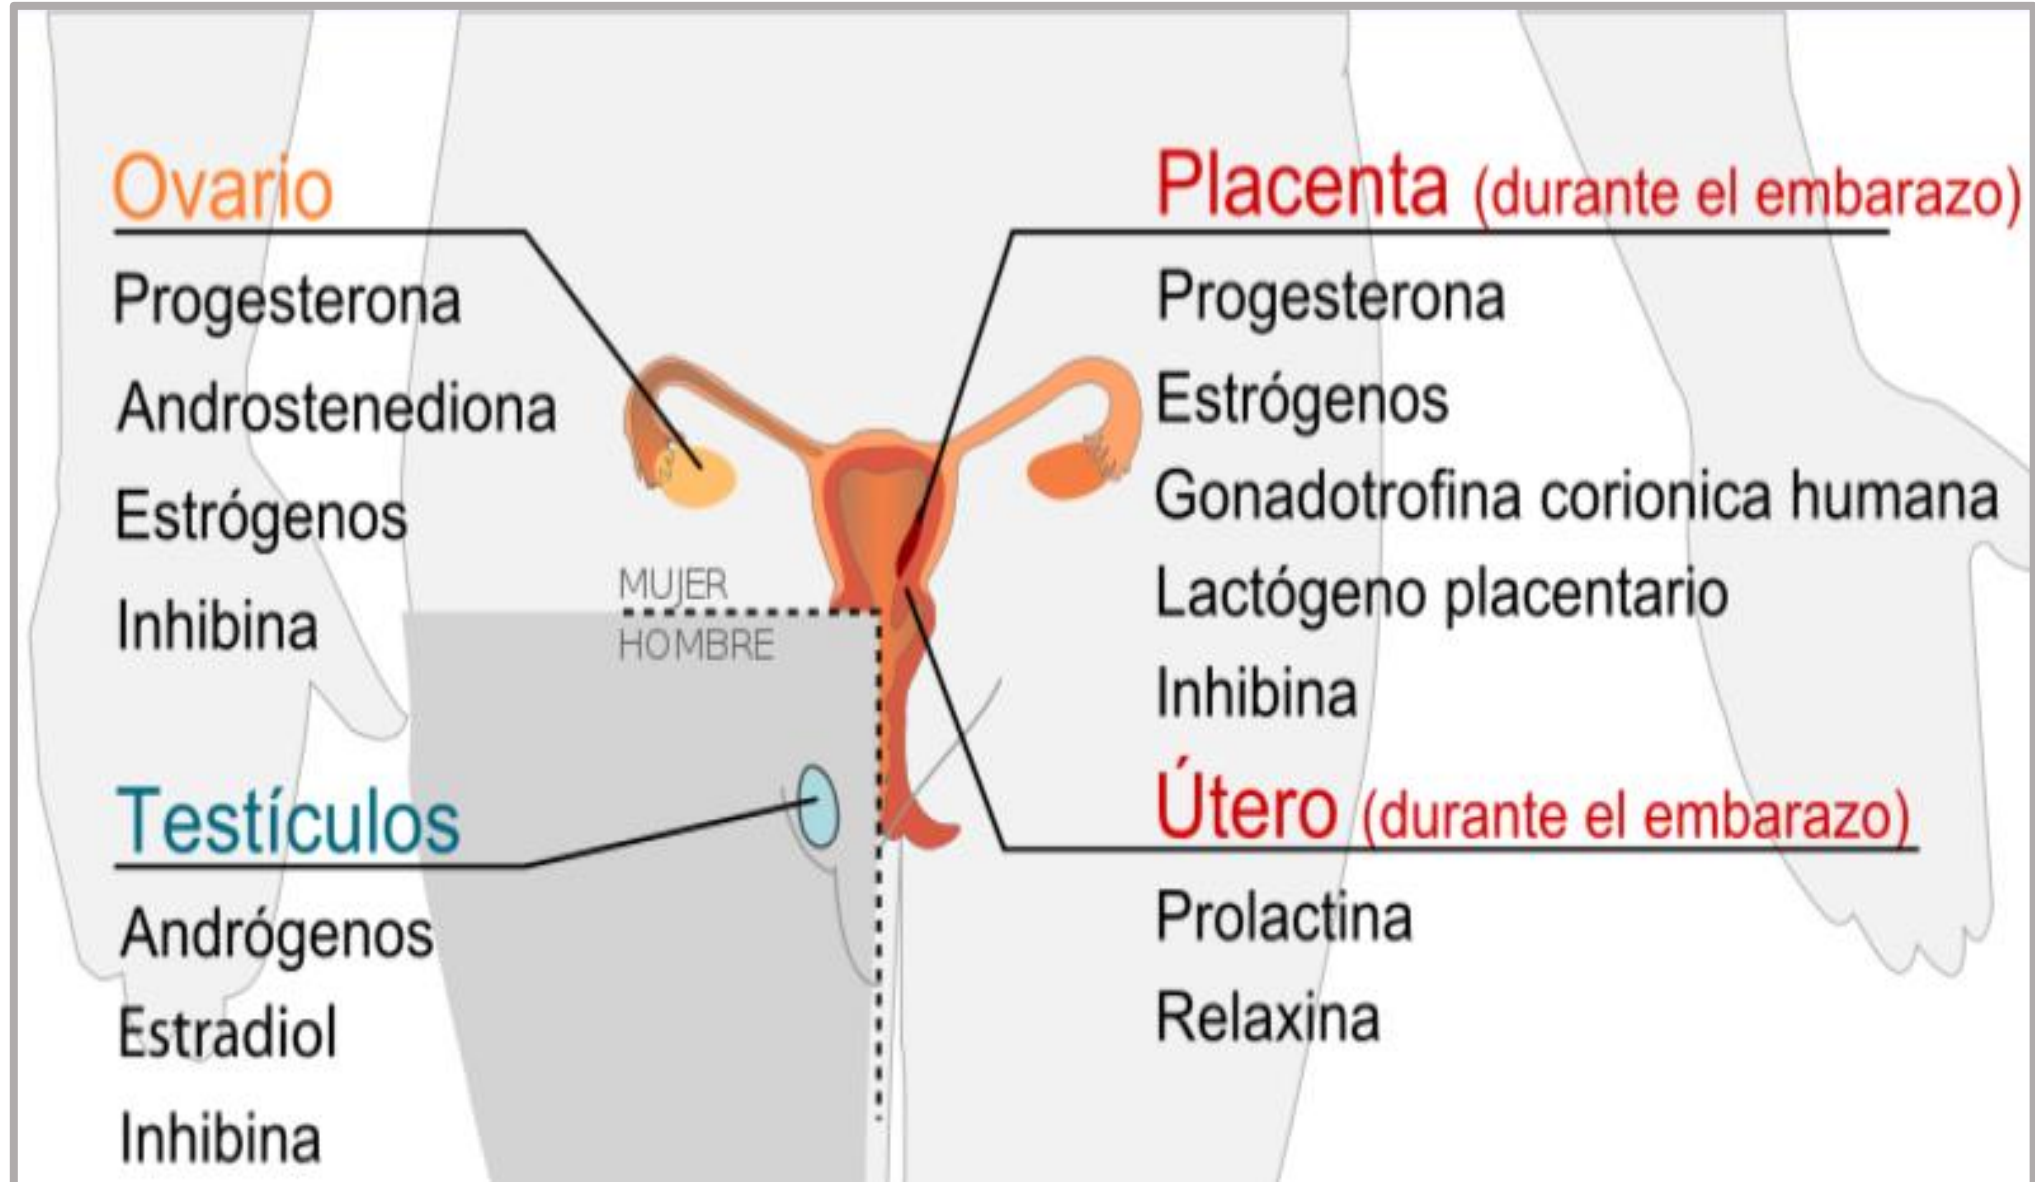 Ovario
Progesterona
Androstenediona
Estrógenos
Inhibina
MUJER
HOMBRE
Testículos
Andrógenos
Estradiol
Inhibina
Placenta (durante el embarazo)
Progesterona
Estrógenos
Gonadotrofina corionica humana
Lactógeno placentario
Inhibina
Útero (durante el embarazo)
Prolactina
Relaxina